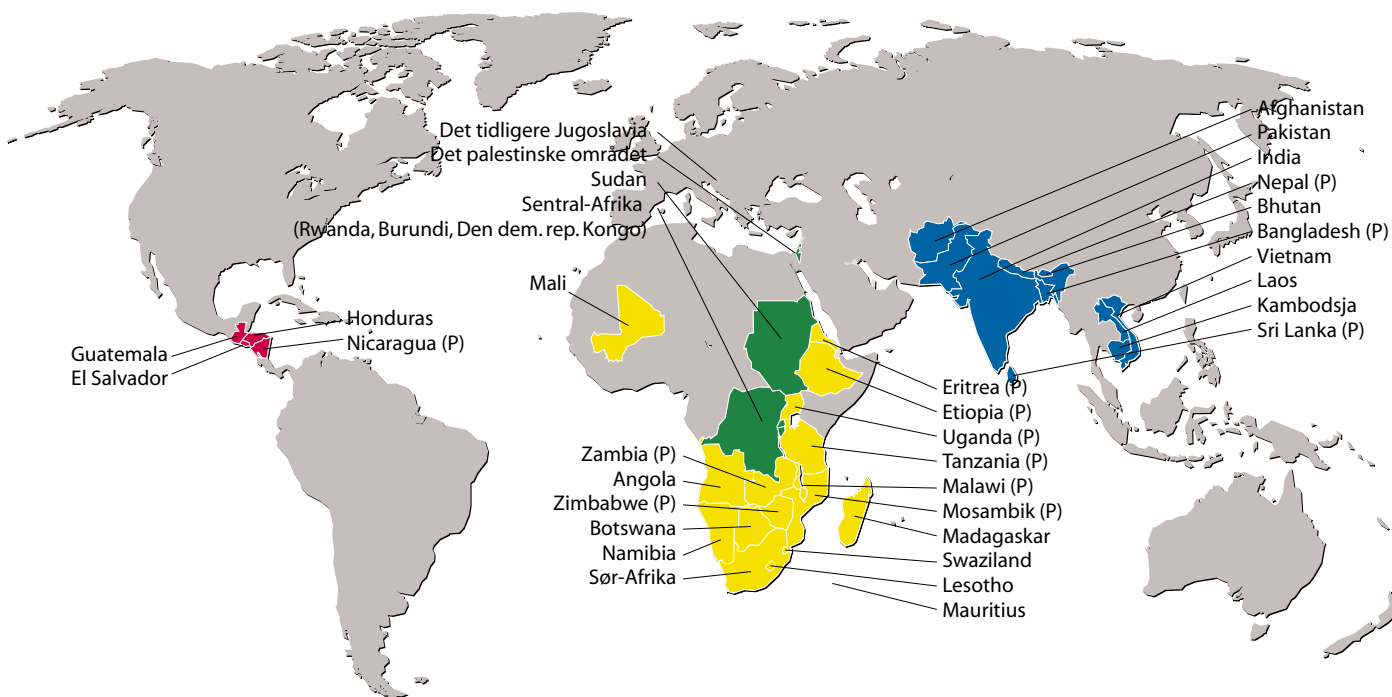 Det tidligere Jugoslavia
Det palestinske området
Sudan
Sentral-Afrika
(Rwanda, Burundi, Den dem. rep. Kongo)
Mali
Honduras
Nicaragua (P)
Guatemala
El Salvador
Zambia (P)
Angola
Zimbabwe (P)
Botswana
Namibia
Sør-Afrika
Afghanistan
Pakistan
India
Nepal (P)
Bhutan
Bangladesh (P)
Vietnam
Laos
Kambodsja
Sri Lanka (P)
Eritrea (P)
Etiopia (P)
Uganda (P)
Tanzania (P)
Malawi (P)
Mosambik (P)
Madagaskar
Swaziland
Lesotho
Mauritius